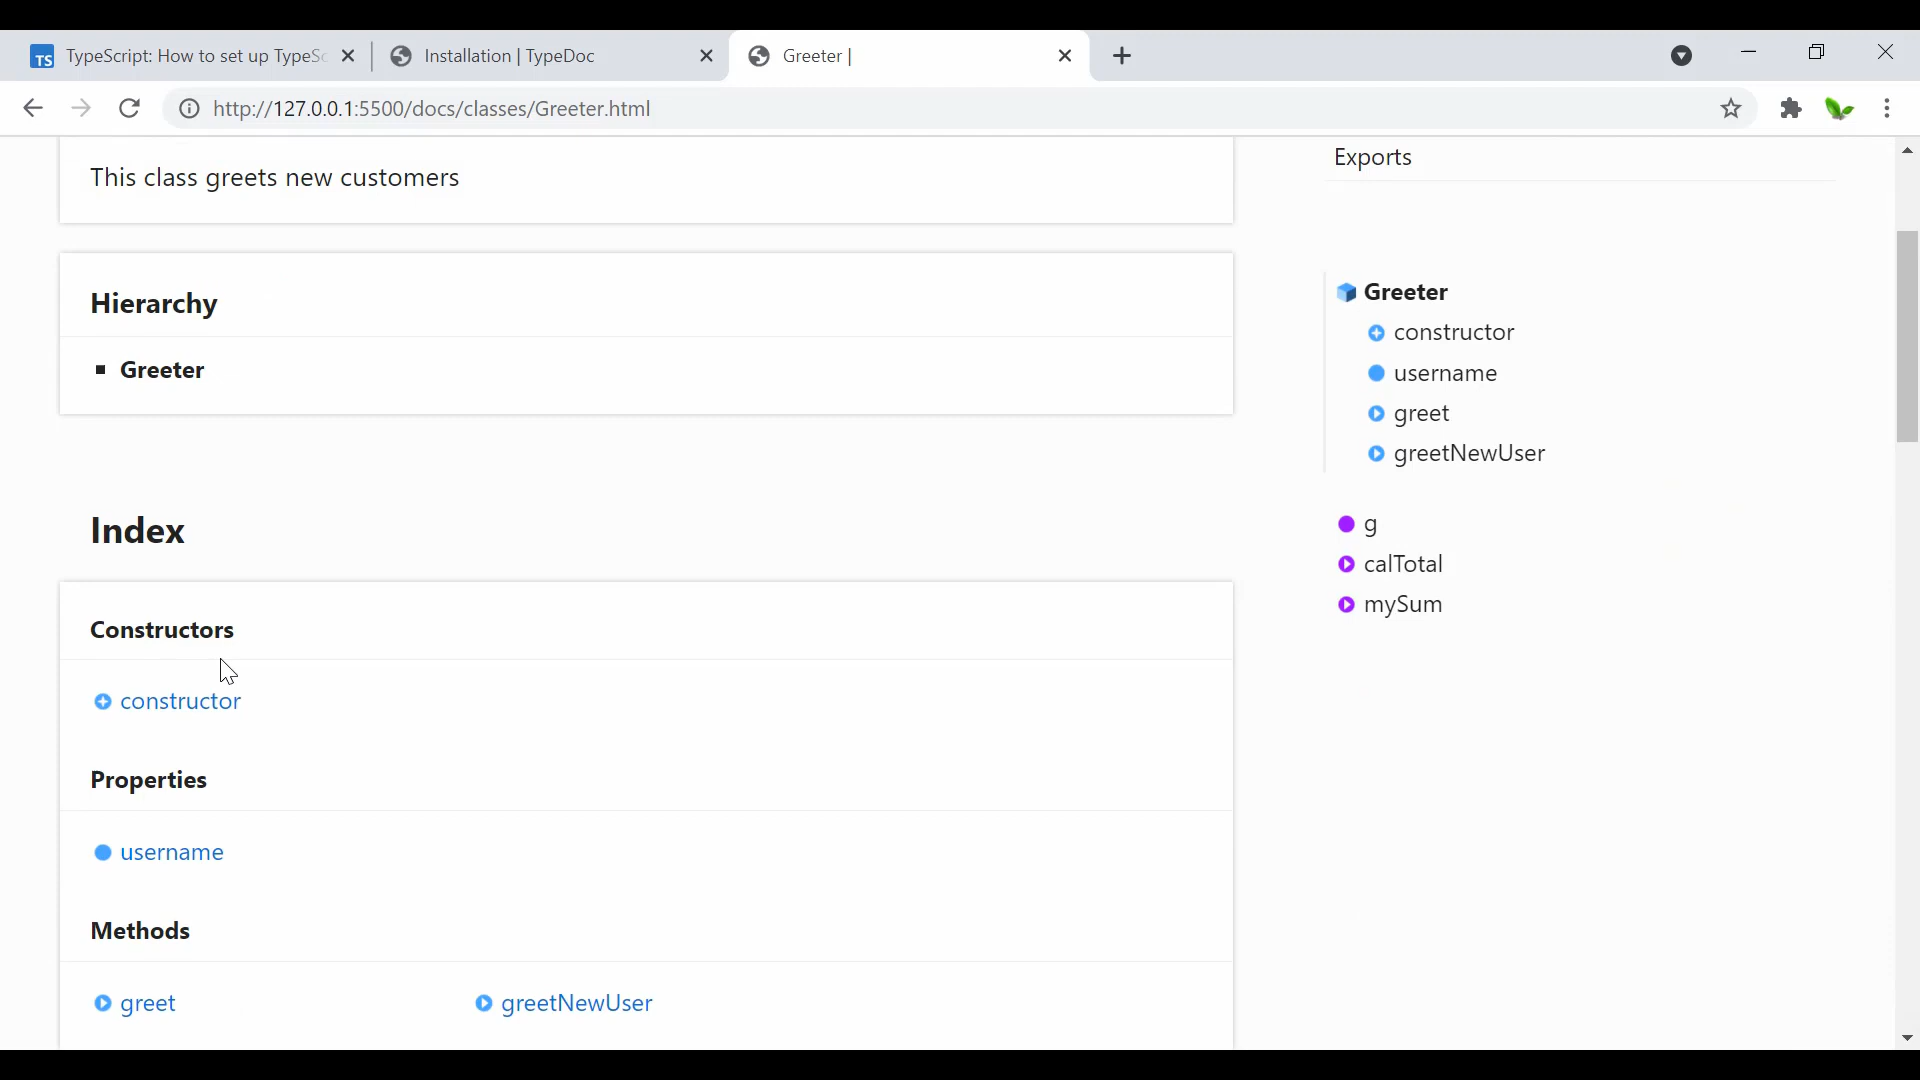 TypeScript: How to set up TypeSc
Installation | TypeDoc
Greeter |
http://127.0.0.1:5500/docs/classes/Greeter.html
This class greets new customers
Hierarchy
Greeter
Index
Constructors
constructor
Properties
username
Methods
greet
greetNewUser
Exports
Greeter
constructor
username
greet
greetNewUser
g
calTotal
mySum